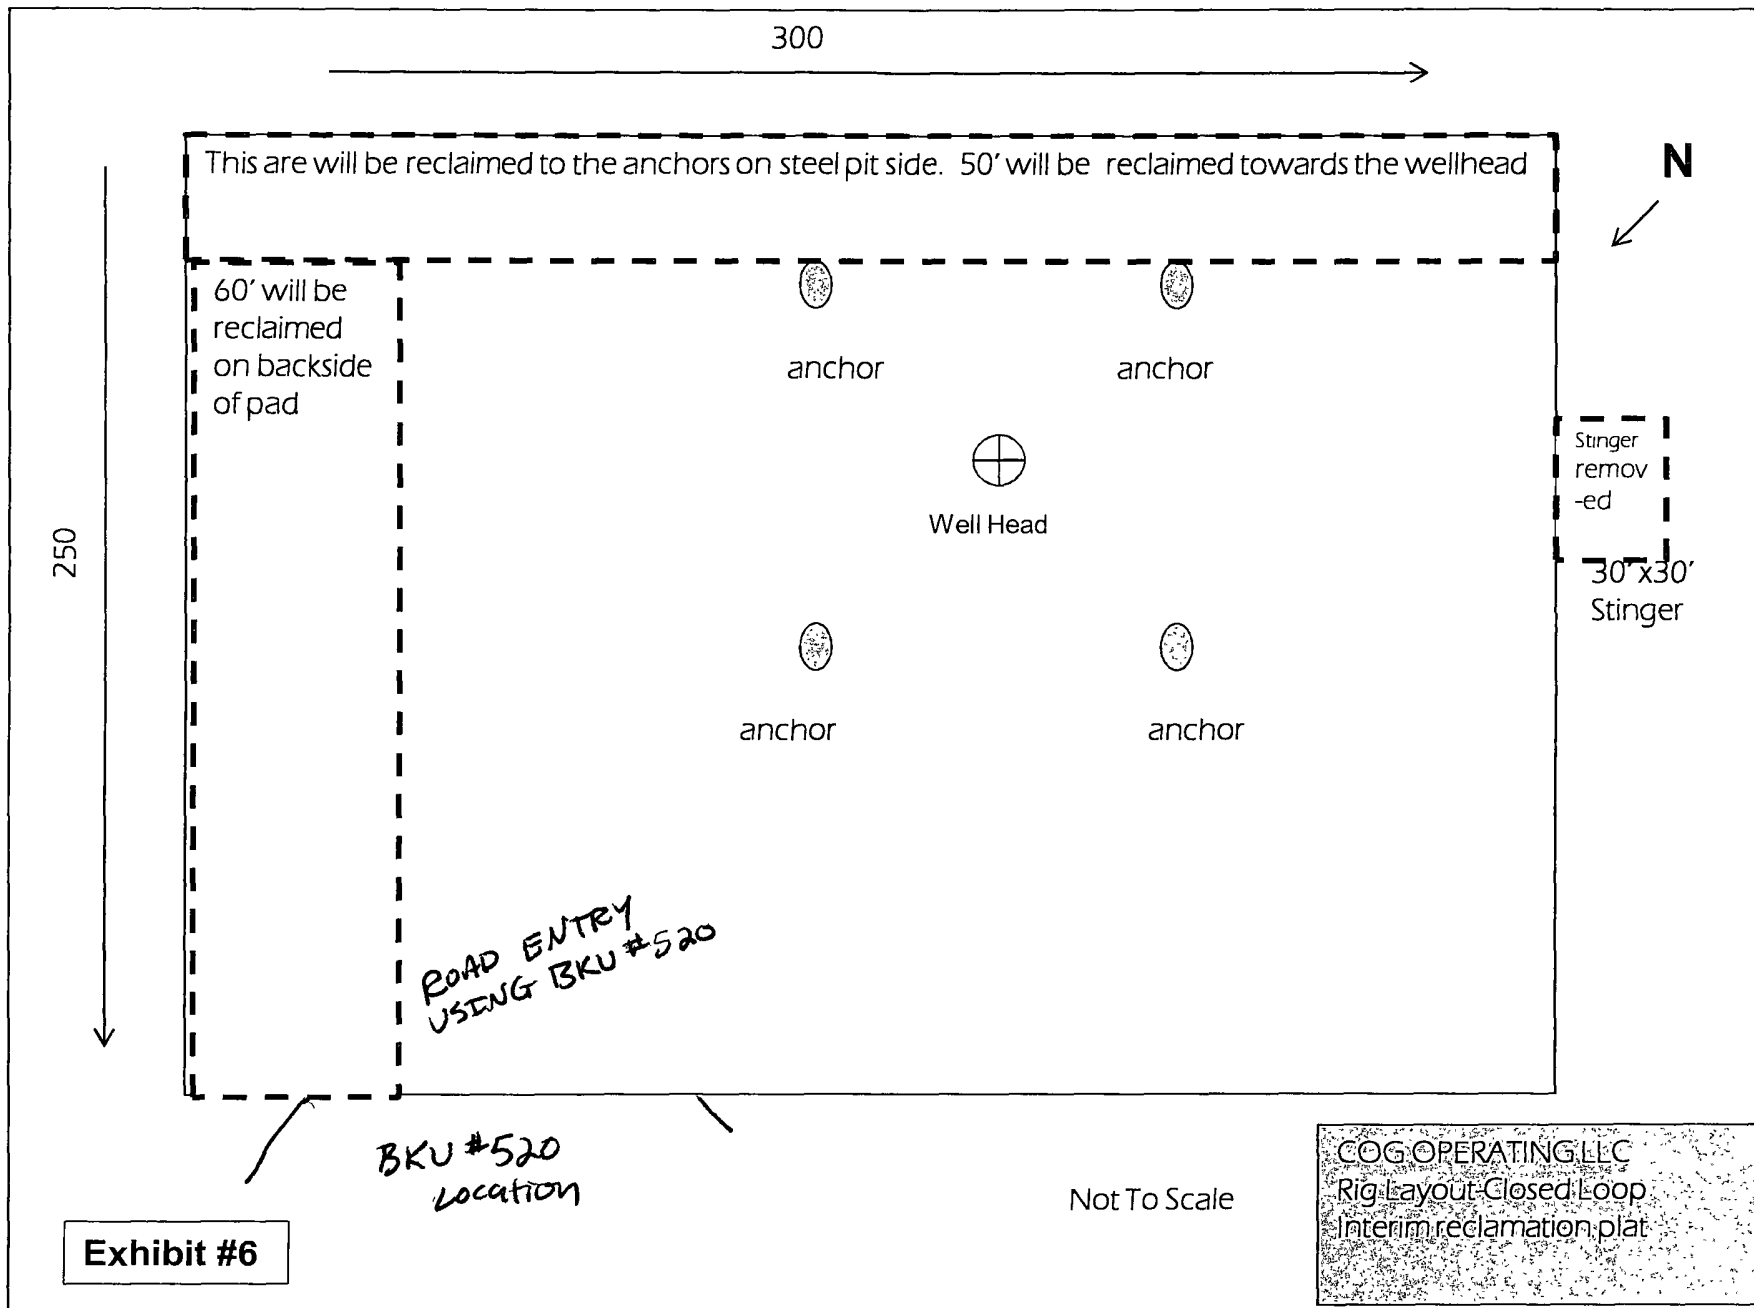 300
This are will be reclaimed to the anchors on steel pit side. 50' will be reclaimed towards the wellhead
N
60' will be
reclaimed
on backside
of pad
anchor
anchor
Stinger
remov
-ed
Well Head
250
30'x30'
Stinger
anchor
anchor
ROAD ENTRY
USING BKU #520
BKU #520
Location
Not To Scale
COG OPERATING LLC
Rig Layout-Closed Loop
Interim reclamation plat
Exhibit #6